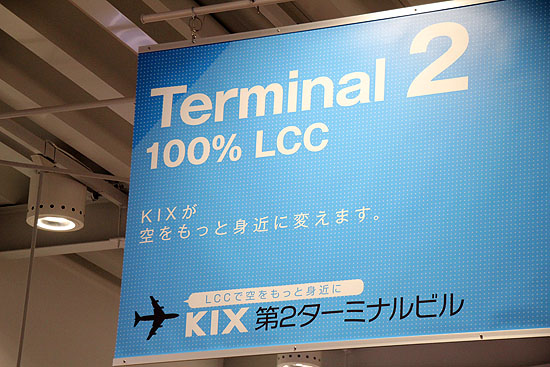 Terminal 2
100% LCC
KIXが
空をもっと身近に変えます。
LCCで空をもっと身近に
KIX 第2ターミナルビル